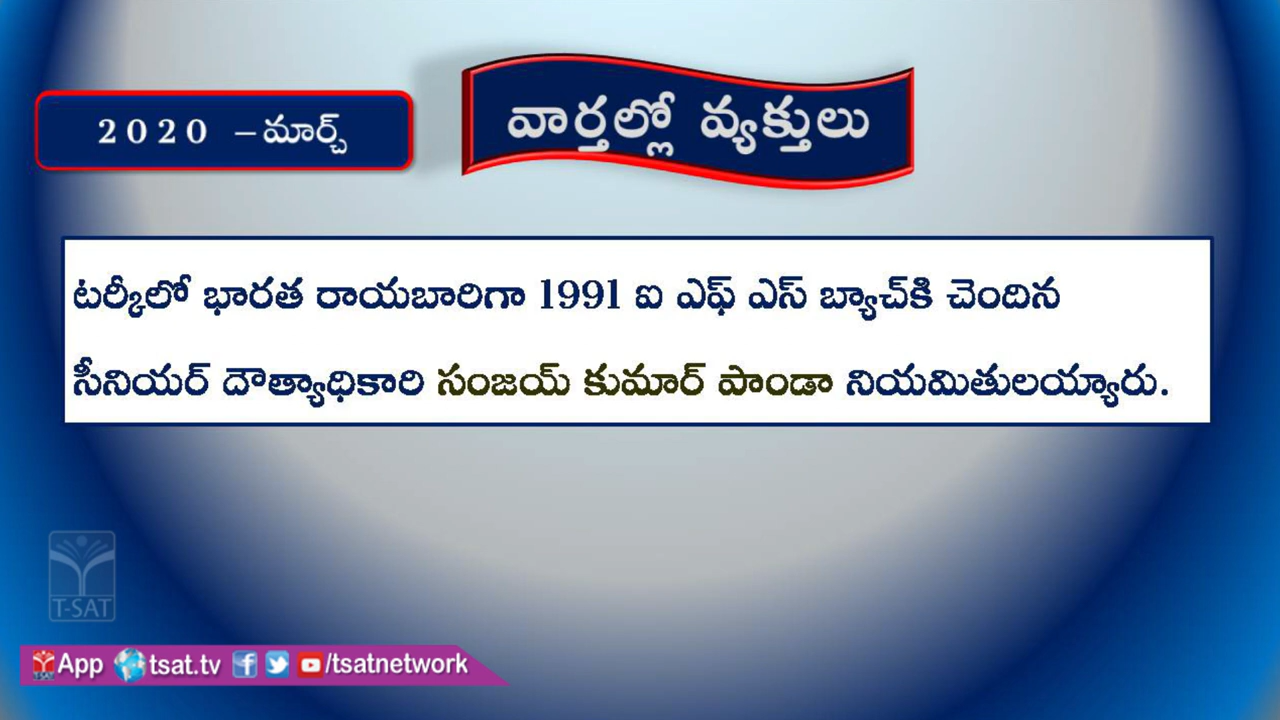 2020 – మార్చ్
వార్తల్లో వ్యక్తులు
టర్కీలో భారత రాయబారిగా 1991 ఐ ఎఫ్ ఎస్ బ్యాచ్‌కి చెందిన
సీనియర్ దౌత్యాధికారి సంజయ్ కుమార్ పాండా నియమితులయ్యారు.
T-SAT
App tsat.tv /tsatnetwork